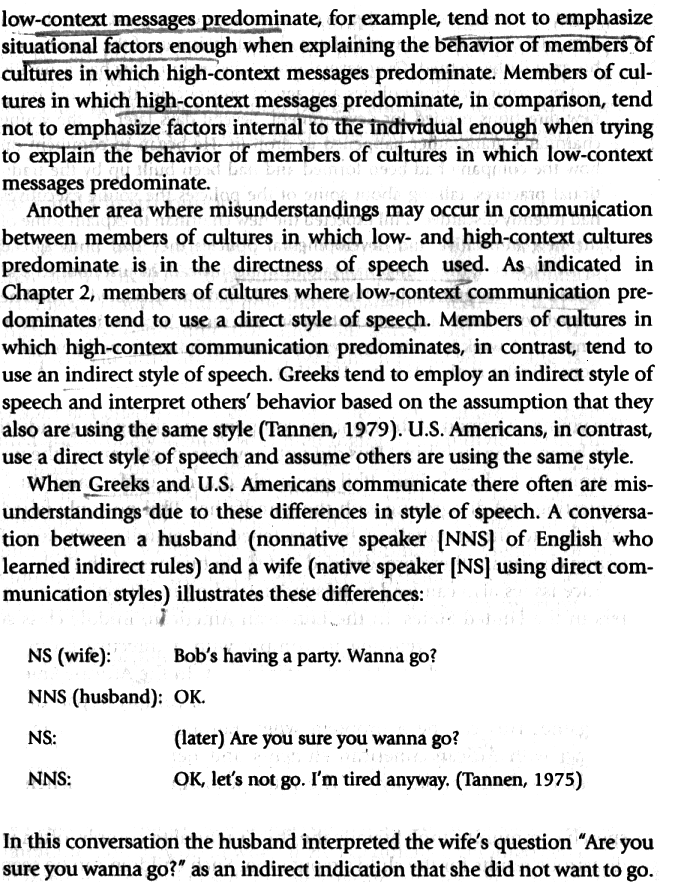 low-context messages predominate, for example, tend not to emphasize
situational factors enough when explaining the behavior of members of
cultures in which high-context messages predominate. Members of cul-
tures in which high-context messages predominate, in comparison, tend
not to emphasize factors internal to the individual enough when trying
to explain the behavior of members of cultures in which low-context
messages predominate.
Another area where misunderstandings may occur in communication
between members of cultures in which low- and high-context cultures
predominate is in the directness of speech used. As indicated in
Chapter 2, members of cultures where low-context communication pre-
dominates tend to use a direct style of speech. Members of cultures in
which high-context communication predominates, in contrast, tend to
use an indirect style of speech. Greeks tend to employ an indirect style of
speech and interpret others' behavior based on the assumption that they
also are using the same style (Tannen, 1979). U.S. Americans, in contrast,
use a direct style of speech and assume others are using the same style.
When Greeks and U.S. Americans communicate there often are mis-
understandings due to these differences in style of speech. A conversa-
tion between a husband (nonnative speaker [NNS] of English who
learned indirect rules) and a wife (native speaker [NS] using direct com-
munication styles) illustrates these differences:
NS (wife): Bob's having a party. Wanna go?
NNS (husband): OK.
NS: (later) Are you sure you wanna go?
NNS: OK, let's not go. I'm tired anyway. (Tannen, 1975)
In this conversation the husband interpreted the wife's question "Are you
sure you wanna go?" as an indirect indication that she did not want to go.